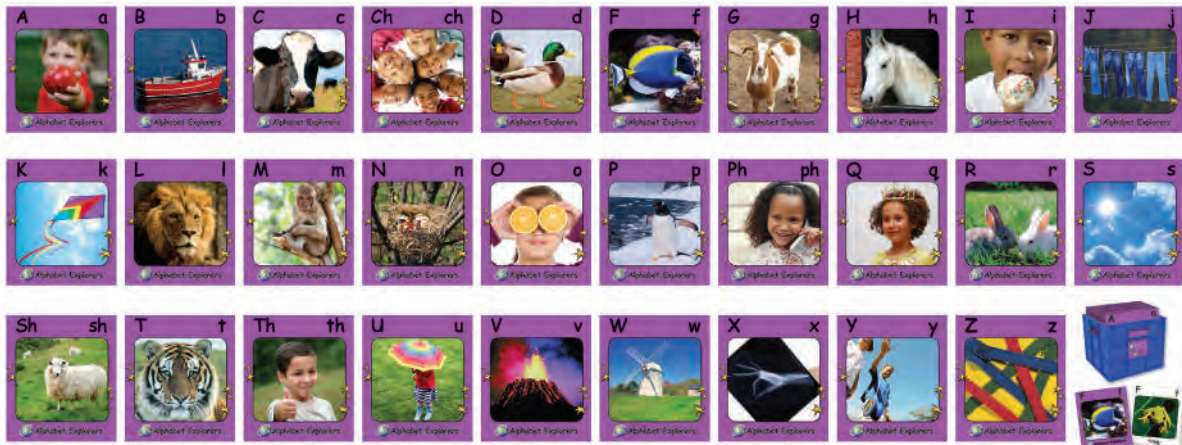 A a B b C c Ch ch D d F f G g H h I i J j
Alphabet Explorers Alphabet Explorers Alphabet Explorers Alphabet Explorers Alphabet Explorers Alphabet Explorers Alphabet Explorers Alphabet Explorers Alphabet Explorers Alphabet Explorers
K k L l M m N n O o P p Ph ph Q q R r S s
Alphabet Explorers Alphabet Explorers Alphabet Explorers Alphabet Explorers Alphabet Explorers Alphabet Explorers Alphabet Explorers Alphabet Explorers Alphabet Explorers Alphabet Explorers
Sh sh T t Th th U u V v W w X x Y y Z z
A a
F f F
Alphabet Explorers Alphabet Explorers Alphabet Explorers Alphabet Explorers Alphabet Explorers Alphabet Explorers Alphabet Explorers Alphabet Explorers Alphabet Explorers